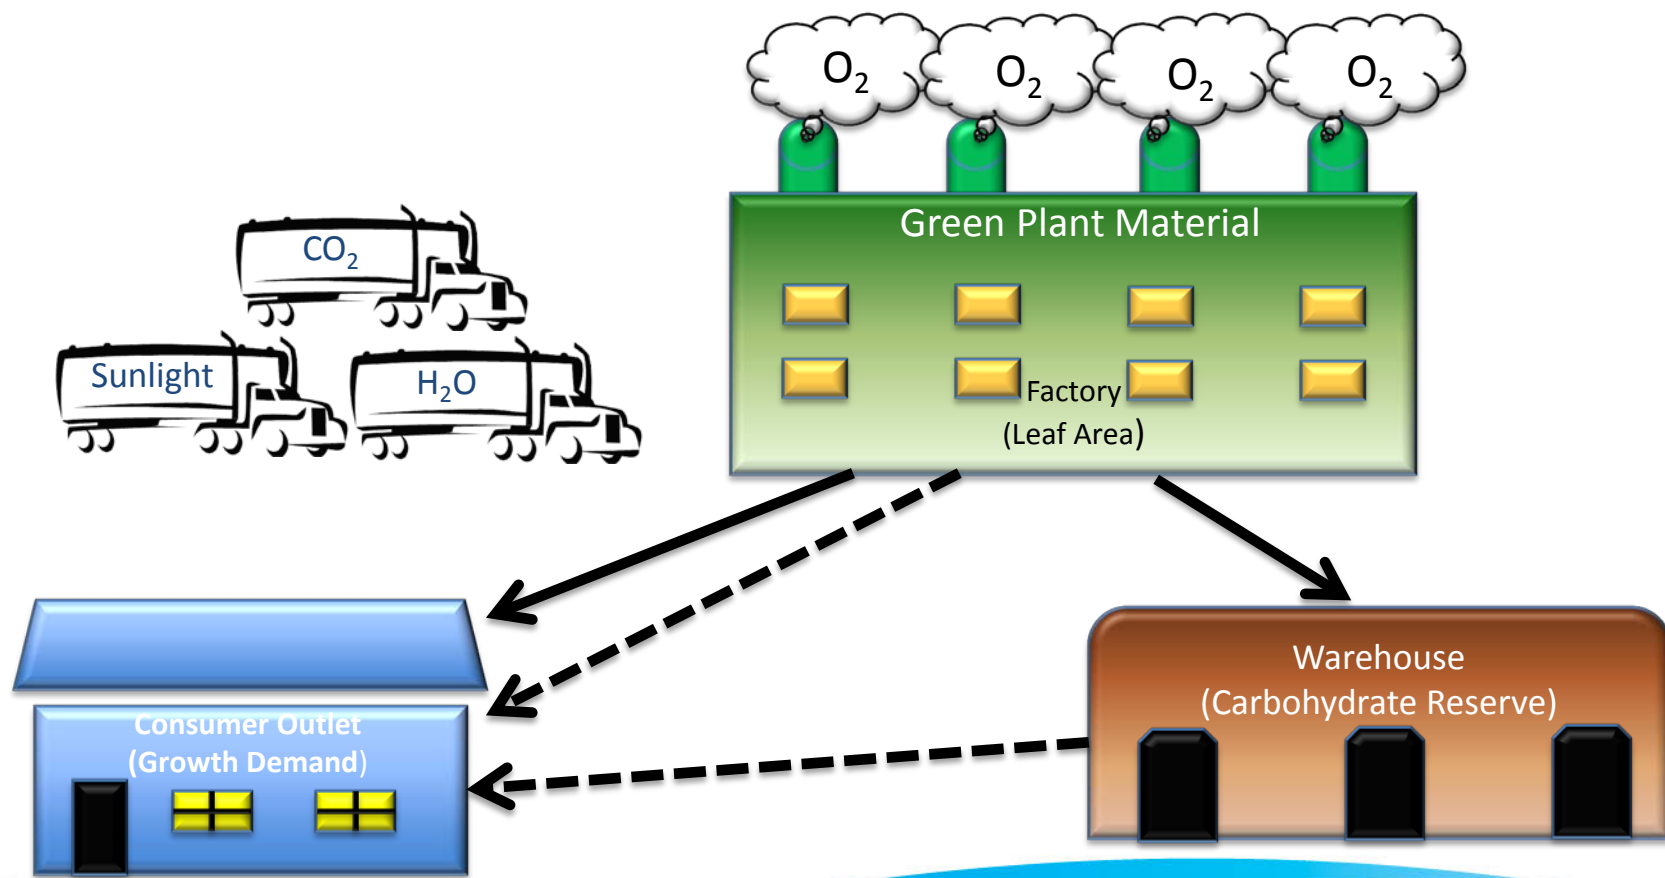 O₂ O₂ O₂ O₂
Green Plant Material
CO₂
Sunlight
H₂O
Factory
(Leaf Area)
Warehouse
(Carbohydrate Reserve)
Consumer Outlet
(Growth Demand)